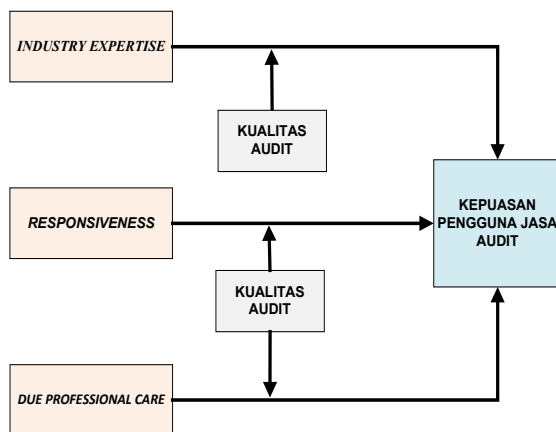 INDUSTRY EXPERTISE
KUALITAS
AUDIT
RESPONSIVENESS
KEPUASAN
PENGGUNA JASA
AUDIT
KUALITAS
AUDIT
DUE PROFESSIONAL CARE